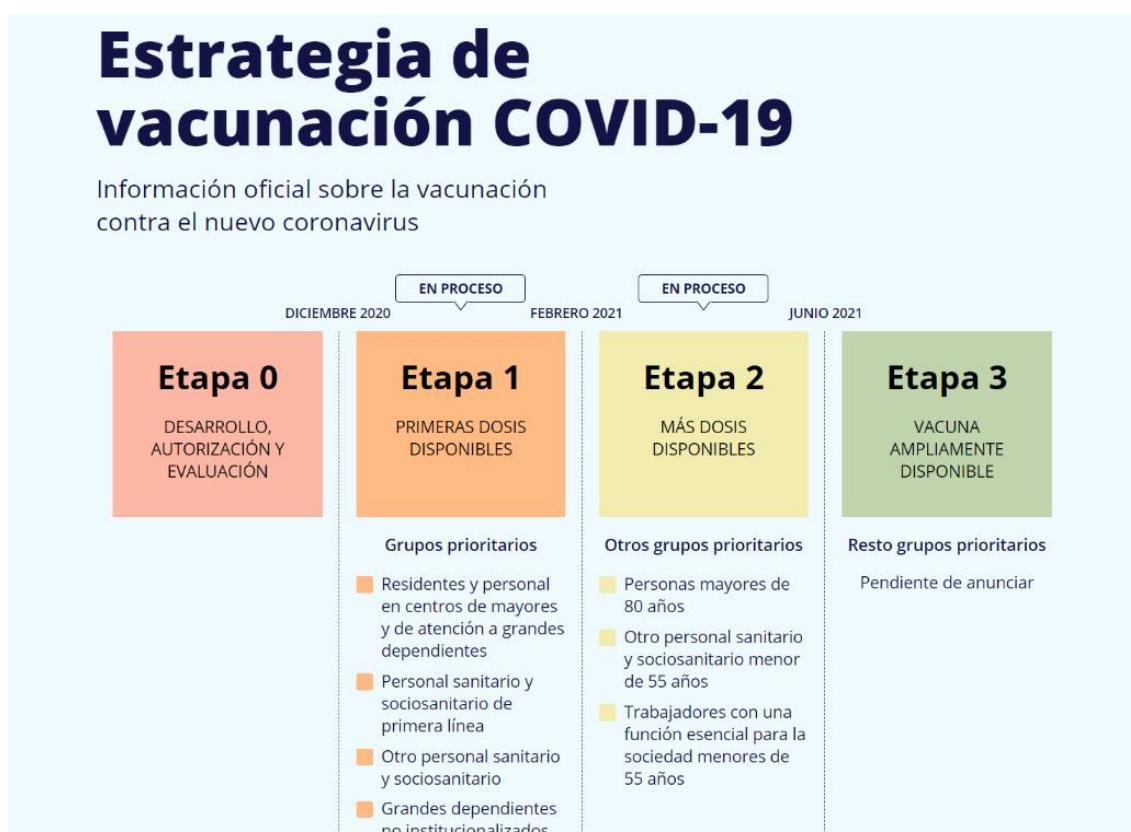 Estrategia de
vacunación COVID-19
Información oficial sobre la vacunación
contra el nuevo coronavirus
EN PROCESO
EN PROCESO
DICIEMBRE 2020
FEBRERO 2021
JUNIO 2021
Etapa 0
DESARROLLO,
AUTORIZACIÓN Y
EVALUACIÓN
Etapa 1
PRIMERAS DOSIS
DISPONIBLES
Grupos prioritarios
Residentes y personal
en centros de mayores
y de atención a grandes
dependientes
Personal sanitario y
sociosanitario de
primera línea
Otro personal sanitario
y sociosanitario
Grandes dependientes
no institucionalizados
Etapa 2
MÁS DOSIS
DISPONIBLES
Otros grupos prioritarios
Personas mayores de
80 años
Otro personal sanitario
y sociosanitario menor
de 55 años
Trabajadores con una
función esencial para la
sociedad menores de
55 años
Etapa 3
VACUNA
AMPLIAMENTE
DISPONIBLE
Resto grupos prioritarios
Pendiente de anunciar